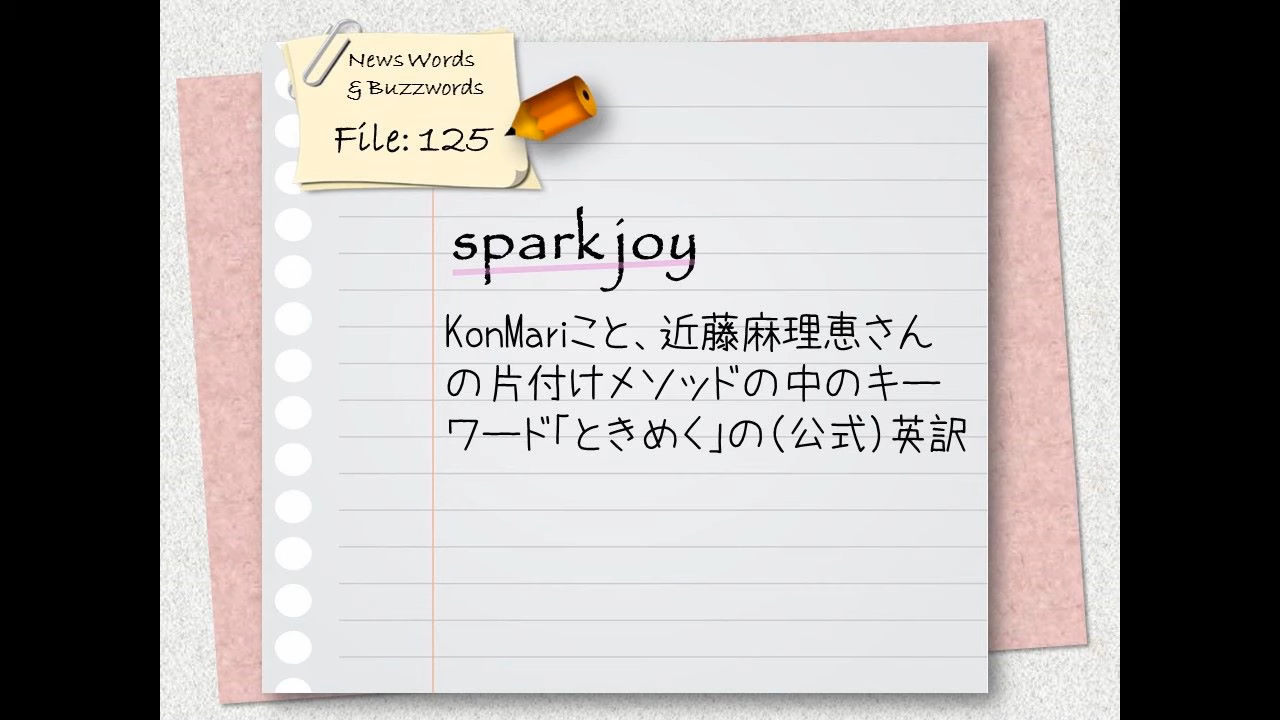 News Words
& Buzzwords
File: 125
spark joy
KonMariこと、近藤麻理恵さん
の片付けメソッドの中のキー
ワード「ときめく」の(公式)英訳